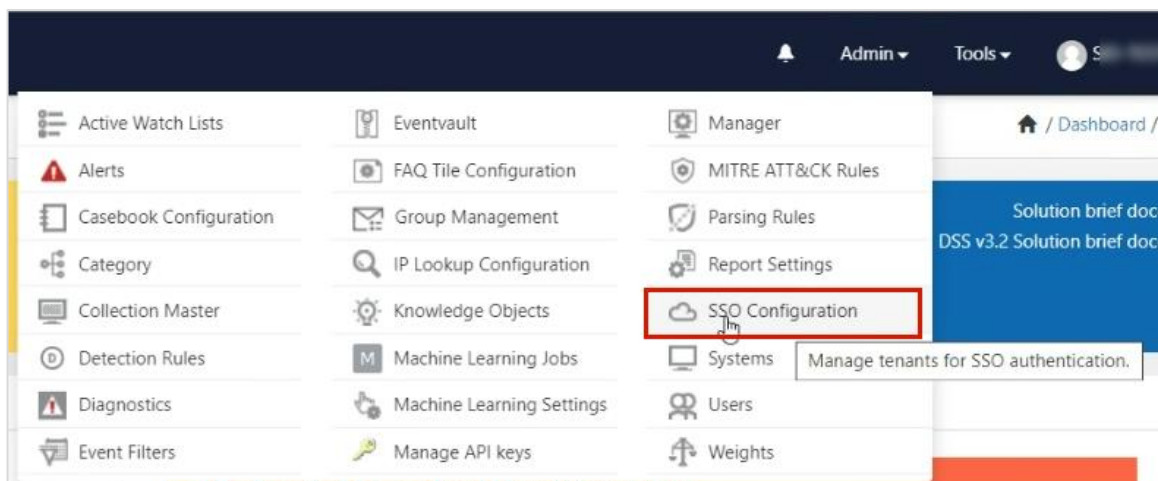 Admin Tools S
Active Watch Lists Eventvault Manager / Dashboard /
Alerts FAQ Tile Configuration MITRE ATT&CK Rules
Casebook Configuration Group Management Parsing Rules Solution brief doc
DSS v3.2 Solution brief doc
Category IP Lookup Configuration Report Settings
Collection Master Knowledge Objects SSO Configuration
Detection Rules M Machine Learning Jobs Systems Manage tenants for SSO authentication.
Diagnostics Machine Learning Settings Users
Event Filters Manage API keys Weights